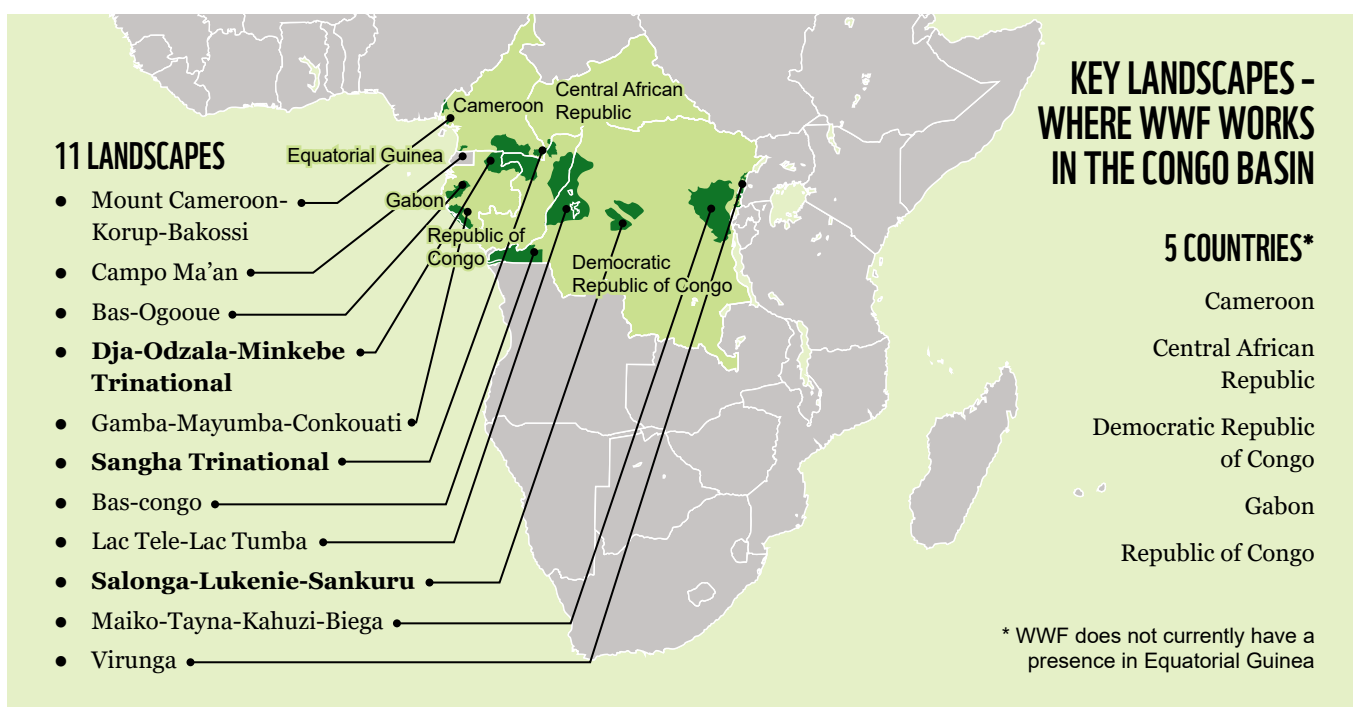 KEY LANDSCAPES –
WHERE WWF WORKS
IN THE CONGO BASIN
11 LANDSCAPES
● Mount Cameroon-
Korup-Bakossi
● Campo Ma’an
● Bas-Ogooue
● Dja-Odzala-Minkebe
Trinational
● Gamba-Mayumba-Conkouati
● Sangha Trinational
● Bas-congo
● Lac Tele-Lac Tumba
● Salonga-Lukenie-Sankuru
● Maiko-Tayna-Kahuzi-Biega
● Virunga
Cameroon
Central African
Republic
Equatorial Guinea
Gabon
Republic of
Congo
Democratic
Republic of Congo
5 COUNTRIES*
Cameroon
Central African
Republic
Democratic Republic
of Congo
Gabon
Republic of Congo
* WWF does not currently have a
presence in Equatorial Guinea